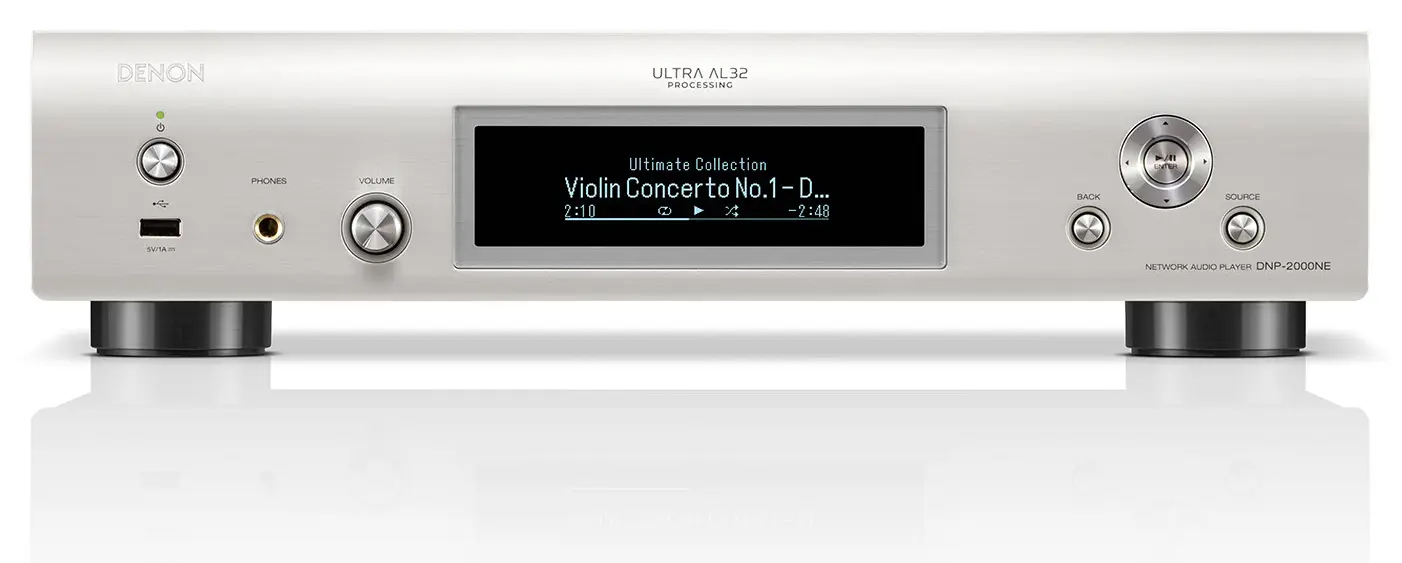 DENON
ULTRA AL32
PROCESSING
PHONES
VOLUME
5V/1A
Ultimate Collection
Violin Concerto No.1 - D...
2:10
-2:48
ENTER
BACK
SOURCE
NETWORK AUDIO PLAYER DNP-2000NE